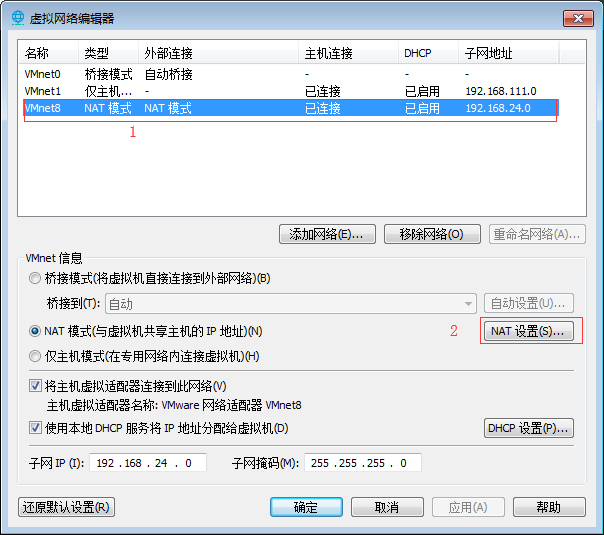 虚拟网络编辑器
名称 类型 外部连接 主机连接 DHCP 子网地址
VMnet0 桥接模式 自动桥接 - - -
VMnet1 仅主机... - 已连接 已启用 192.168.111.0
VMnet8 NAT 模式 NAT 模式 已连接 已启用 192.168.24.0
1
添加网络(E)... 移除网络(O) 重命名网络(A)...
VMnet 信息
桥接模式(将虚拟机直接连接到外部网络)(B)
桥接到(T): 自动 自动设置(U)...
NAT 模式(与虚拟机共享主机的 IP 地址)(N) 2 NAT 设置(S)...
仅主机模式(在专用网络内连接虚拟机)(H)
将主机虚拟适配器连接到此网络(V)
主机虚拟适配器名称: VMware 网络适配器 VMnet8
使用本地 DHCP 服务将 IP 地址分配给虚拟机(D) DHCP 设置(P)...
子网 IP (I): 192 .168 . 24 . 0 子网掩码(M): 255 .255 .255 . 0
还原默认设置(R) 确定 取消 应用(A) 帮助